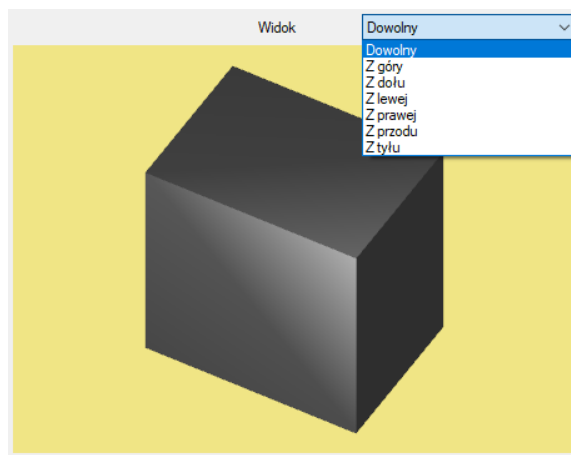 Widok
Dowolny
Dowolny
Z góry
Z dołu
Z lewej
Z prawej
Z przodu
Z tyłu